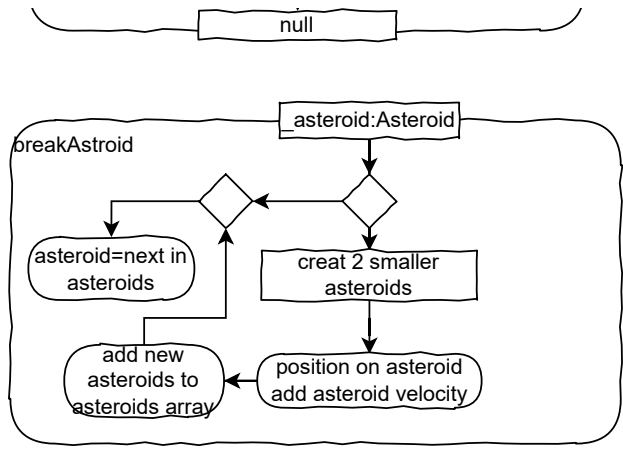 null
_asteroid:Asteroid
breakAstroid
asteroid=next in
asteroids
creat 2 smaller
asteroids
add new
asteroids to
asteroids array
position on asteroid
add asteroid velocity